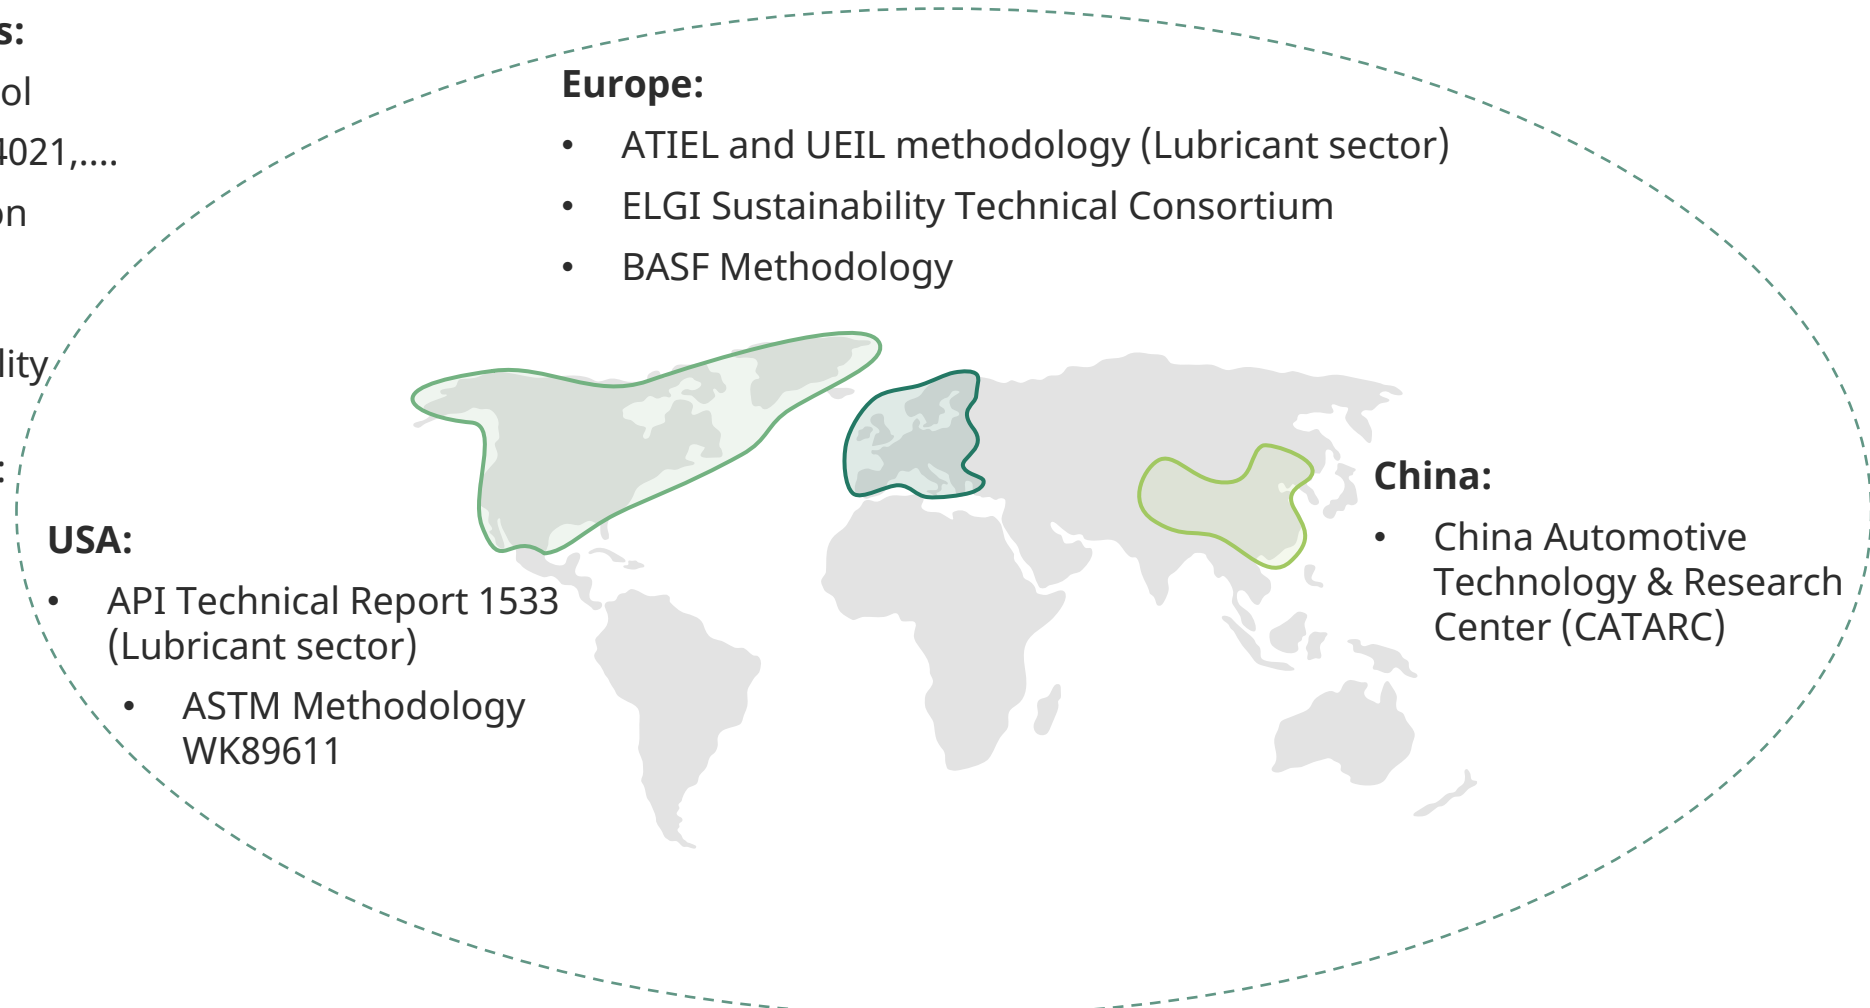 s:
ol
4021,....
on
lity
:
Europe:
• ATIEL and UEIL methodology (Lubricant sector)
• ELGI Sustainability Technical Consortium
• BASF Methodology
USA:
• API Technical Report 1533
(Lubricant sector)
• ASTM Methodology
WK89611
China:
• China Automotive
Technology & Research
Center (CATARC)